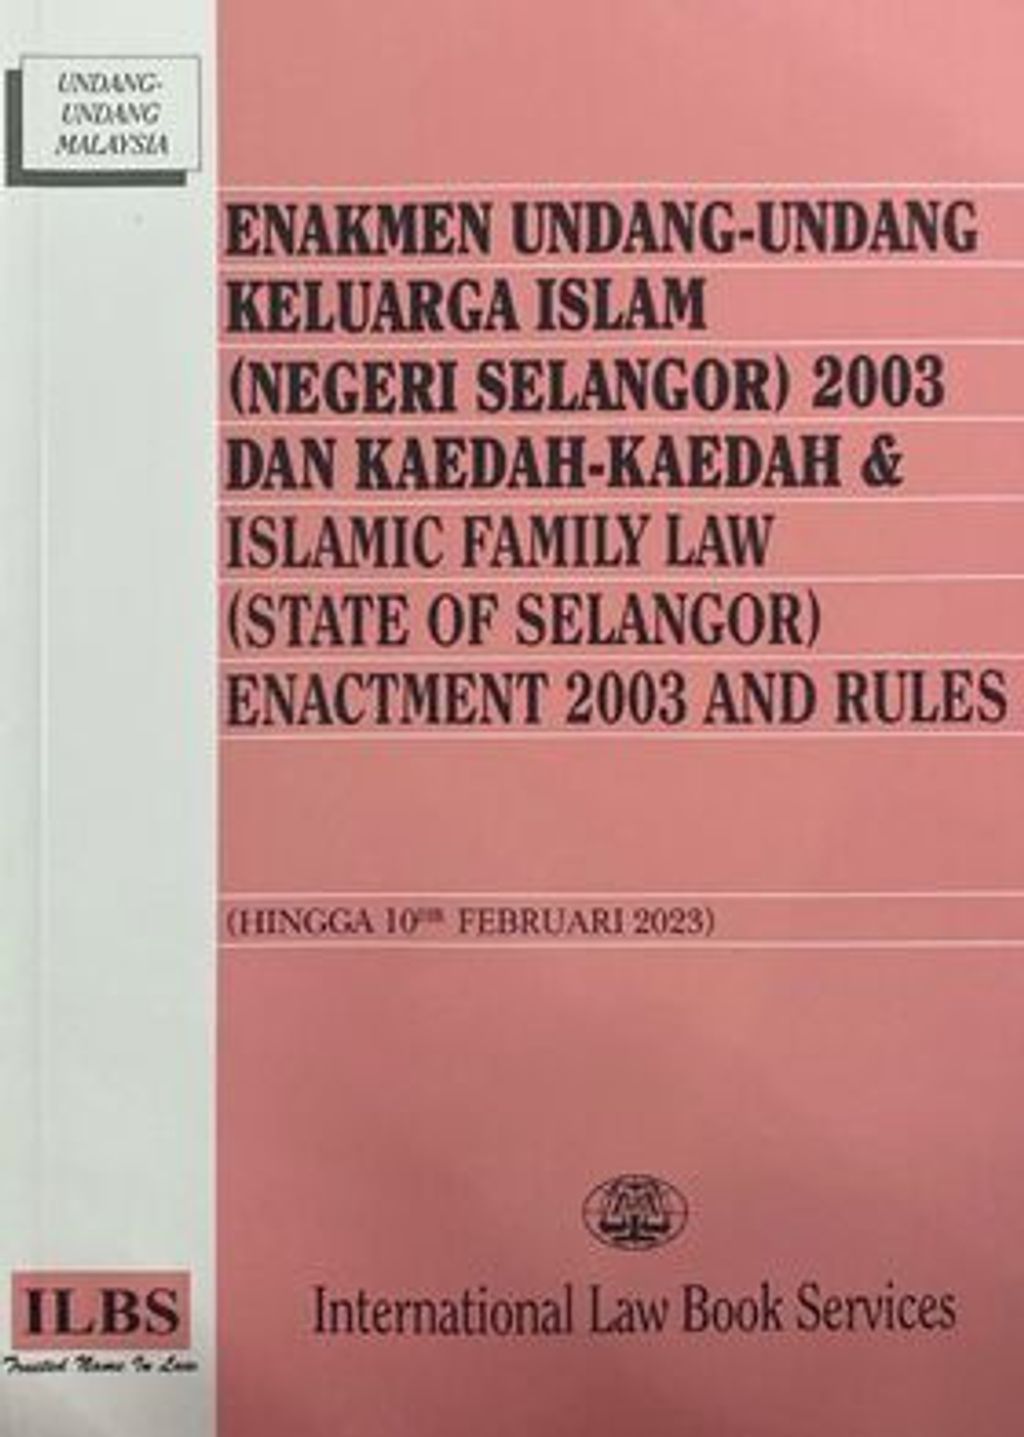 UNDANG-
UNDANG
MALAYSIA
ENAKMEN UNDANG-UNDANG
KELUARGA ISLAM
(NEGERI SELANGOR) 2003
DAN KAEDAH-KAEDAH &
ISLAMIC FAMILY LAW
(STATE OF SELANGOR)
ENACTMENT 2003 AND RULES
(HINGGA 10HB FEBRUARI 2023)
ILBS
Trusted Name In Law
International Law Book Services